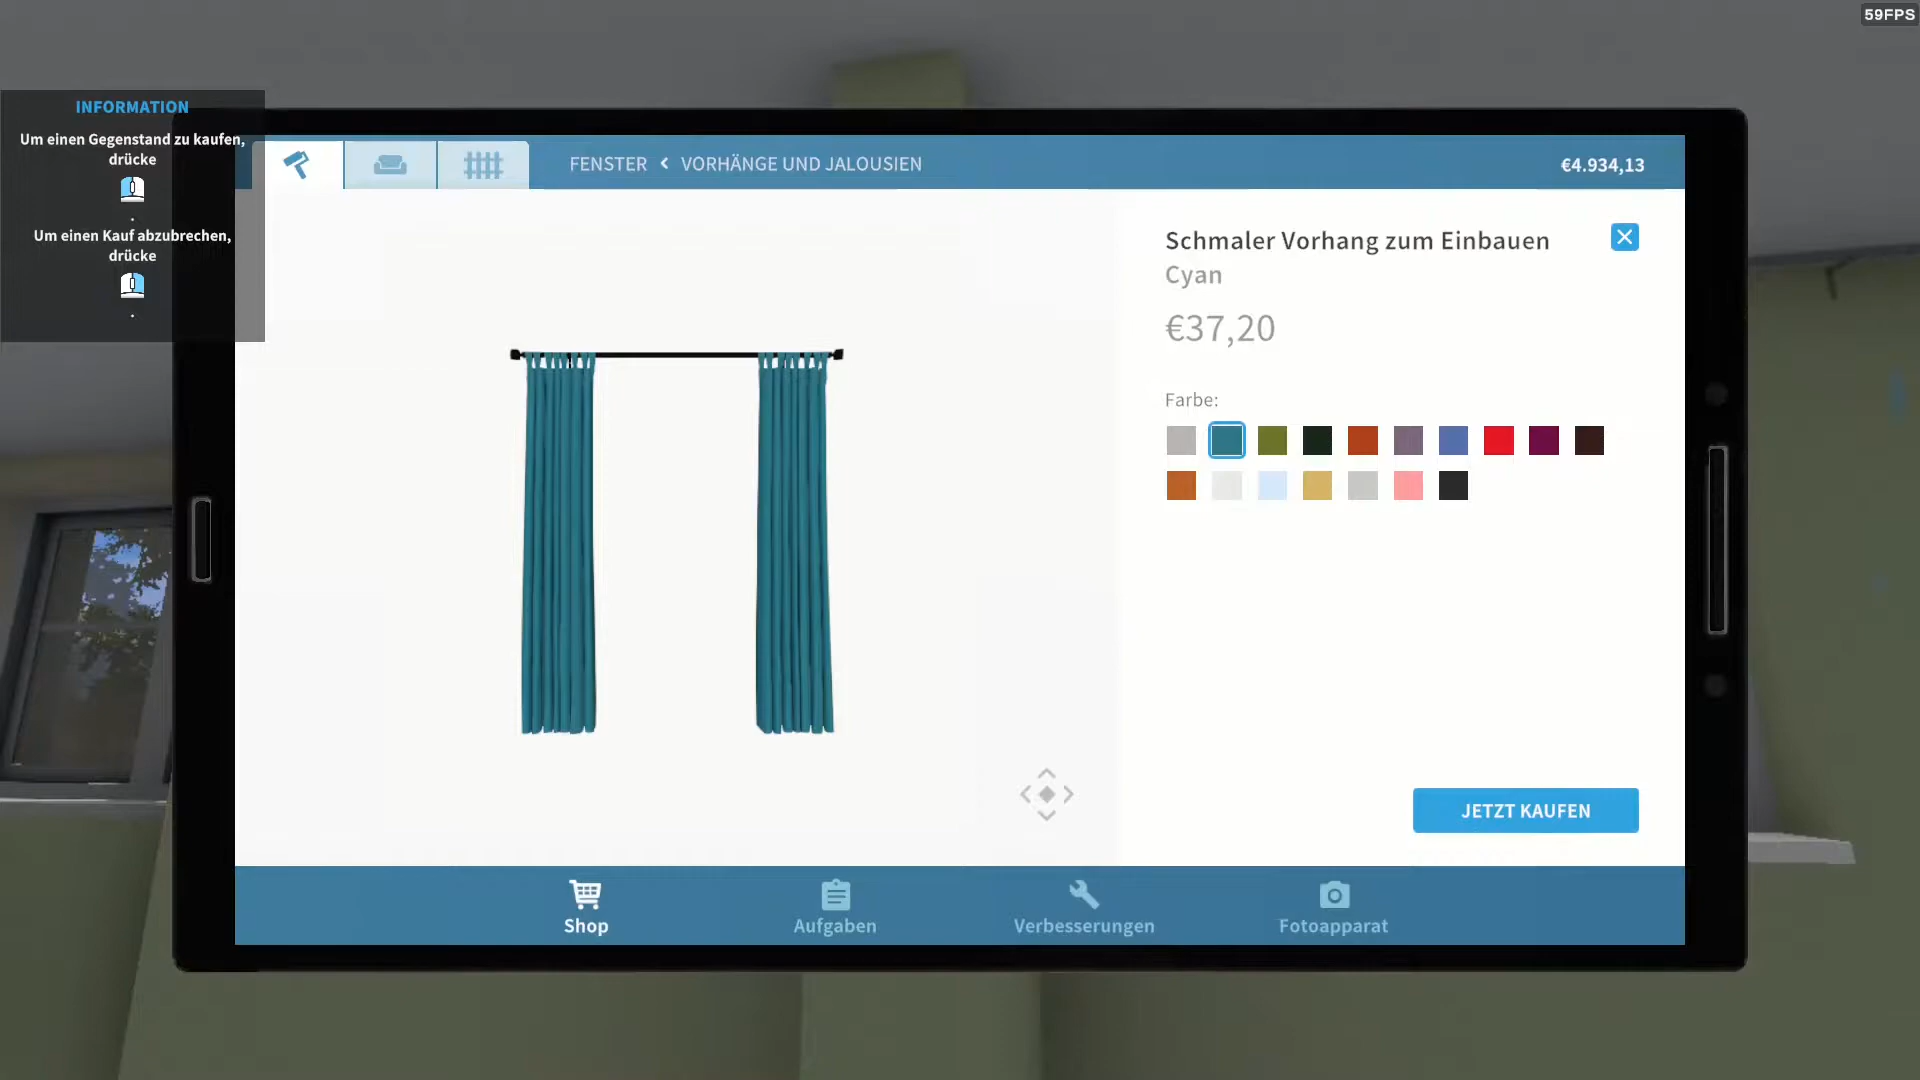 59FPS
INFORMATION
Um einen Gegenstand zu kaufen,
drücke
.
Um einen Kauf abzubrechen,
drücke
.
FENSTER < VORHÄNGE UND JALOUSIEN
€4.934,13
Schmaler Vorhang zum Einbauen
Cyan
€37,20
Farbe:
JETZT KAUFEN
Shop
Aufgaben
Verbesserungen
Fotoapparat